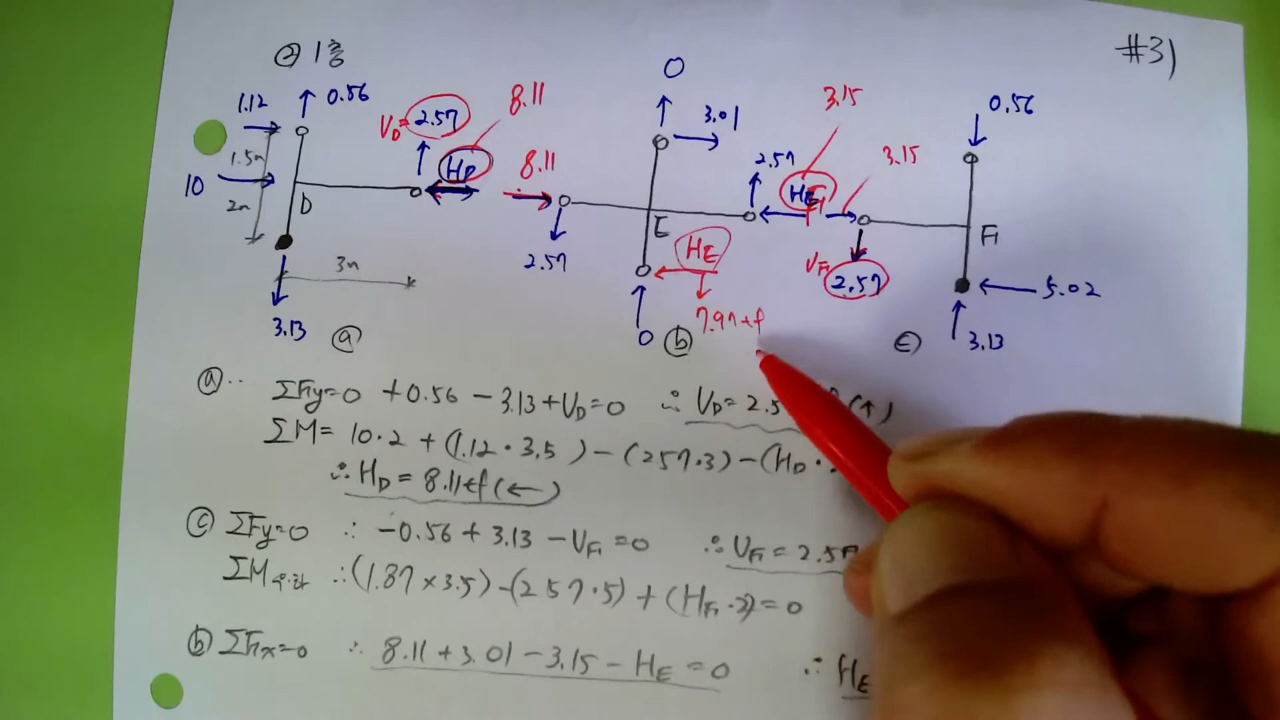 ② 1층
#3)
1.12
0.56
V_D= 2.57
8.11
0
3.01
3.15
0.56
10
1.5m
2m
D
H_D
8.11
2.57
3.15
E
2.57
H_E
3m
7.97tf
V_F
2.57
5.02
3.13
ⓐ
0
ⓑ
ⓒ
3.13
ⓐ‥ ΣFy=0 +0.56 - 3.13+V_D=0 ∴ V_D= 2.5 (↑)
ΣM= 10·2 + (1.12 · 3.5 ) - (2.57·3) - (H_D ·
∴ H_D = 8.11tf (←)
ⓒ ΣFy=0 ∴ -0.56 + 3.13 - V_F =0 ∴ V_F = 2.5
ΣM ∴ (1.87 × 3.5) - (2.57·5) + (H_F · 2)= 0
ⓑ ΣFx=0 ∴ 8.11 + 3.01 - 3.15 - H_E = 0 ∴ H_E